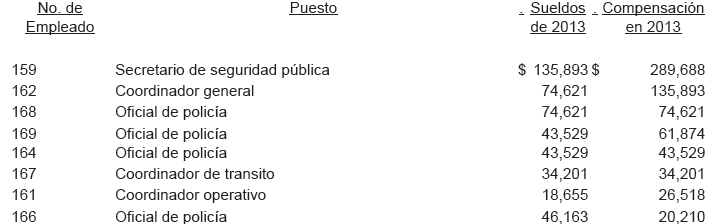 No. de Puesto . Sueldos . Compensación
Empleado de 2013 en 2013
159 Secretario de seguridad pública $ 135,893 $ 289,688
162 Coordinador general 74,621 135,893
168 Oficial de policía 74,621 74,621
169 Oficial de policía 43,529 61,874
164 Oficial de policía 43,529 43,529
167 Coordinador de transito 34,201 34,201
161 Coordinador operativo 18,655 26,518
166 Oficial de policía 46,163 20,210